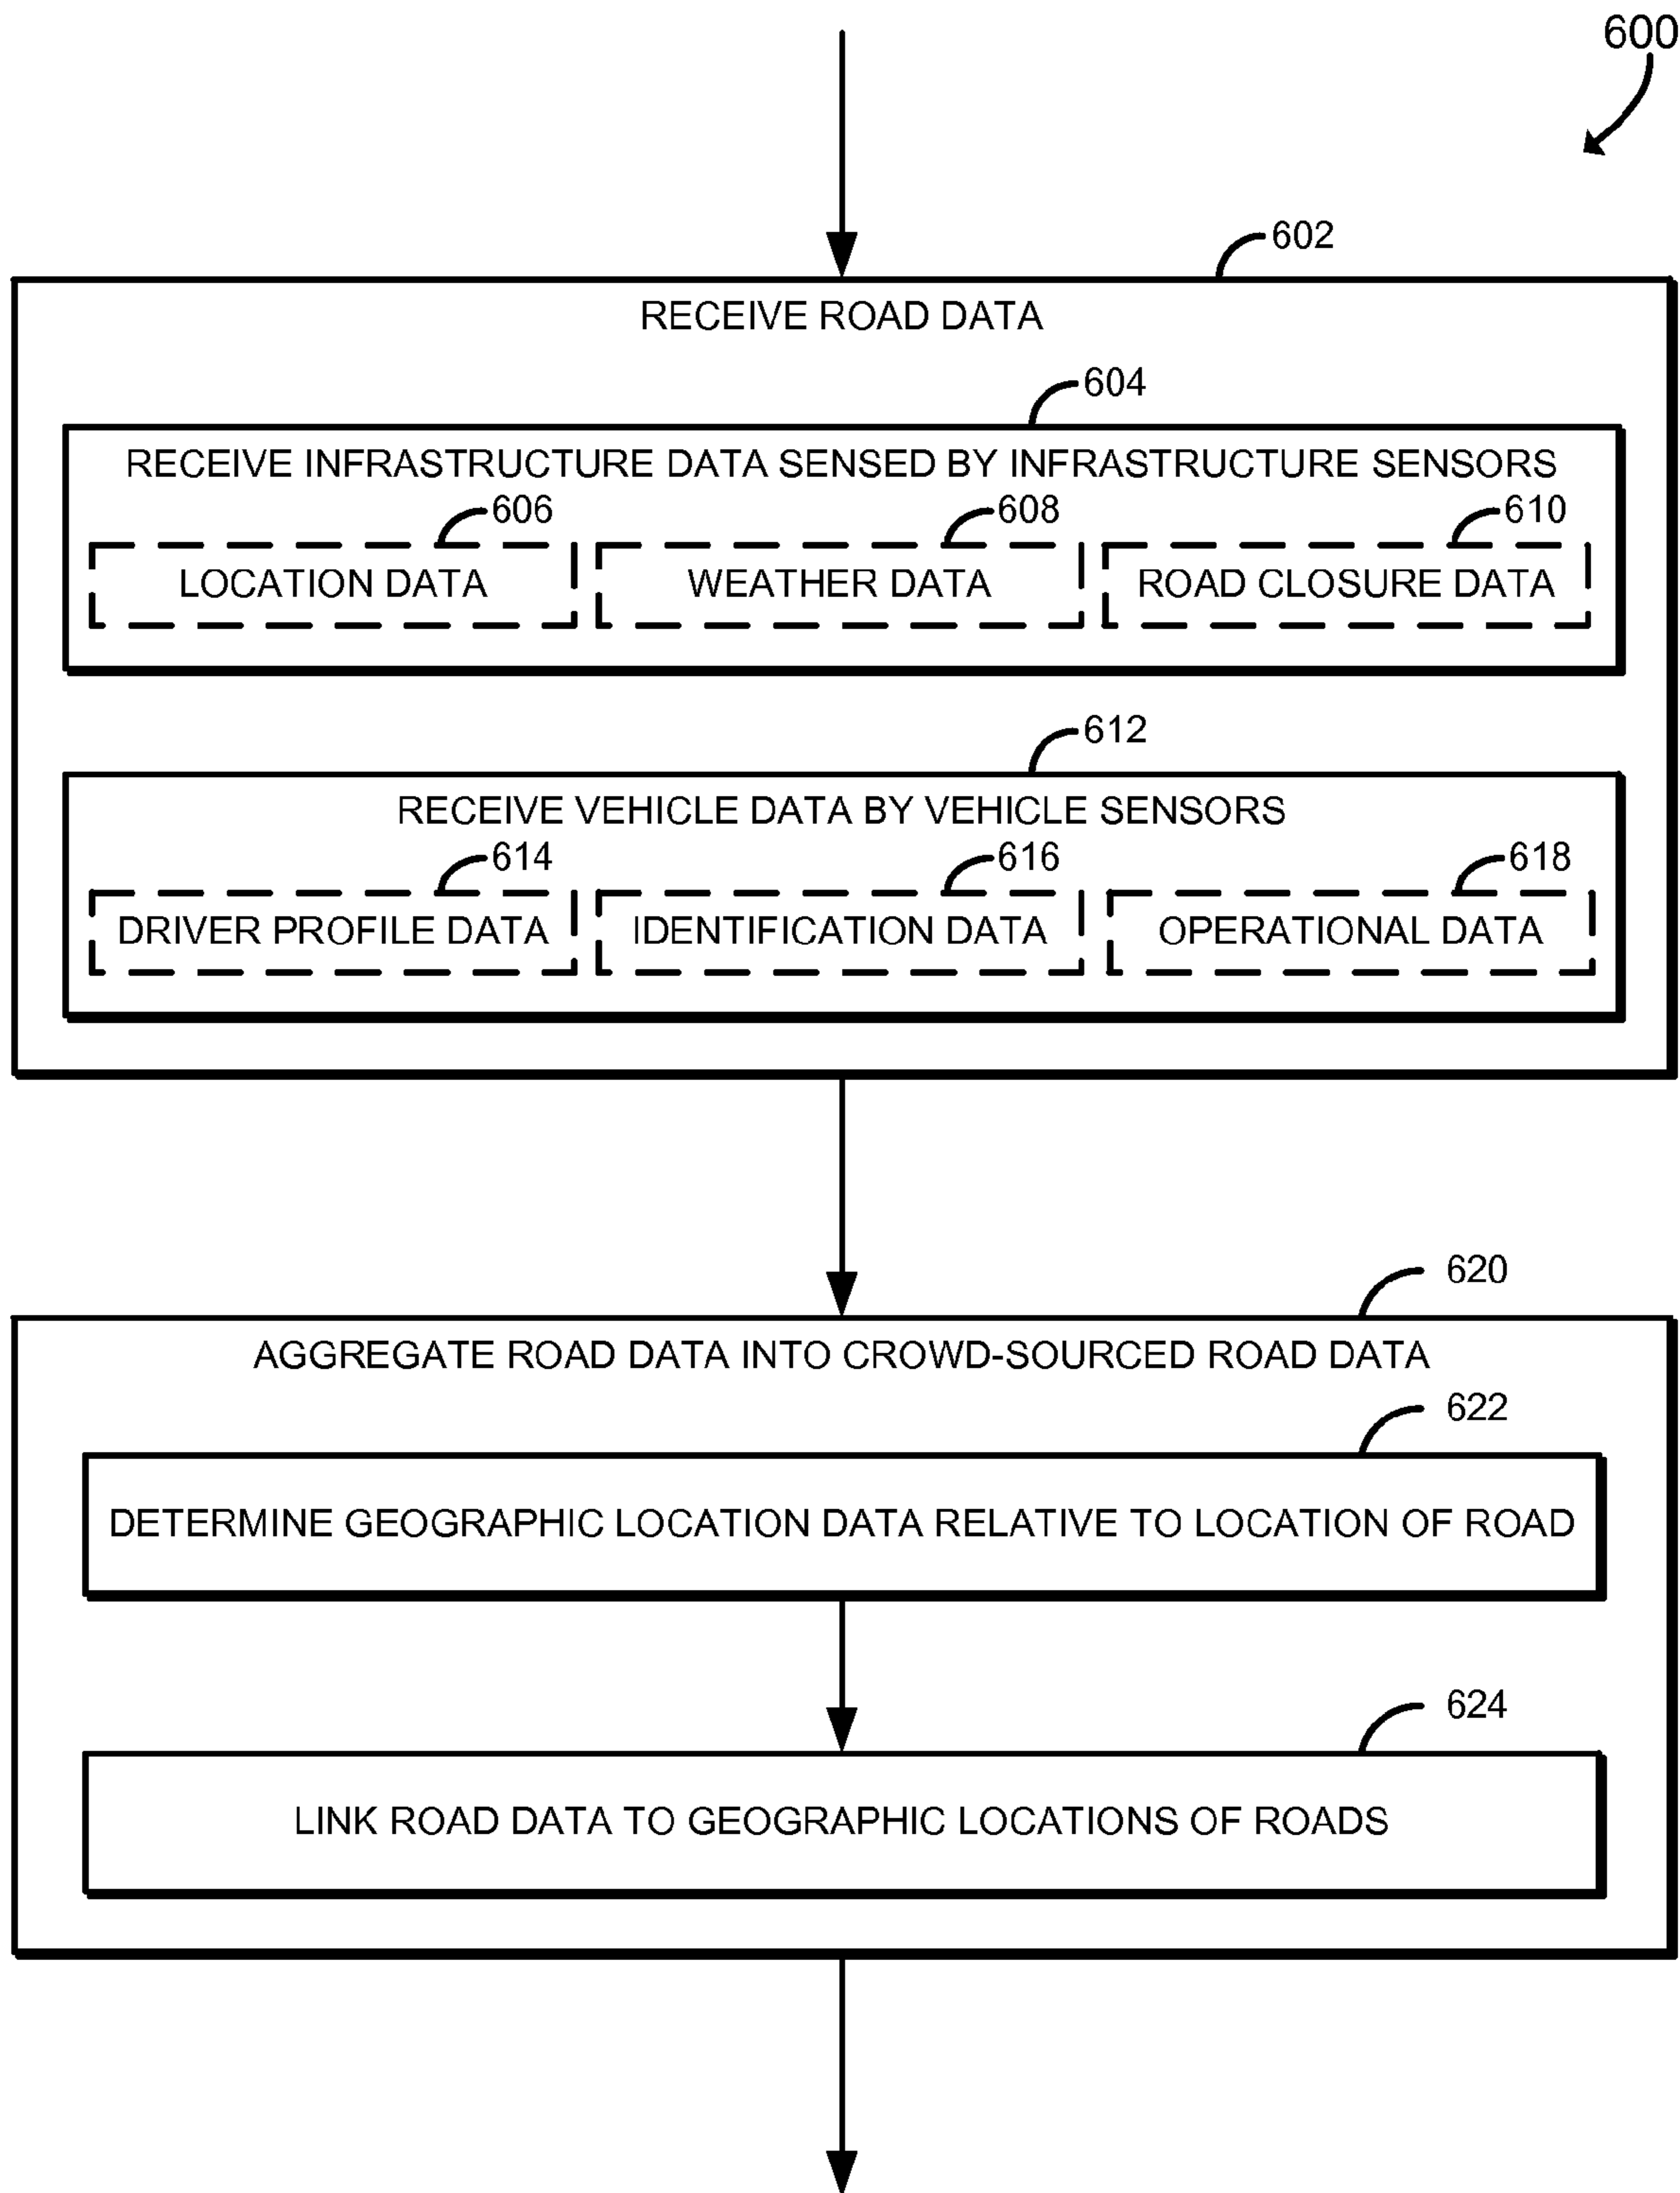 600
602
RECEIVE ROAD DATA
604
RECEIVE INFRASTRUCTURE DATA SENSED BY INFRASTRUCTURE SENSORS
606
608
610
LOCATION DATA
WEATHER DATA
ROAD CLOSURE DATA
612
RECEIVE VEHICLE DATA BY VEHICLE SENSORS
614
616
618
DRIVER PROFILE DATA
IDENTIFICATION DATA
OPERATIONAL DATA
620
AGGREGATE ROAD DATA INTO CROWD-SOURCED ROAD DATA
622
DETERMINE GEOGRAPHIC LOCATION DATA RELATIVE TO LOCATION OF ROAD
624
LINK ROAD DATA TO GEOGRAPHIC LOCATIONS OF ROADS